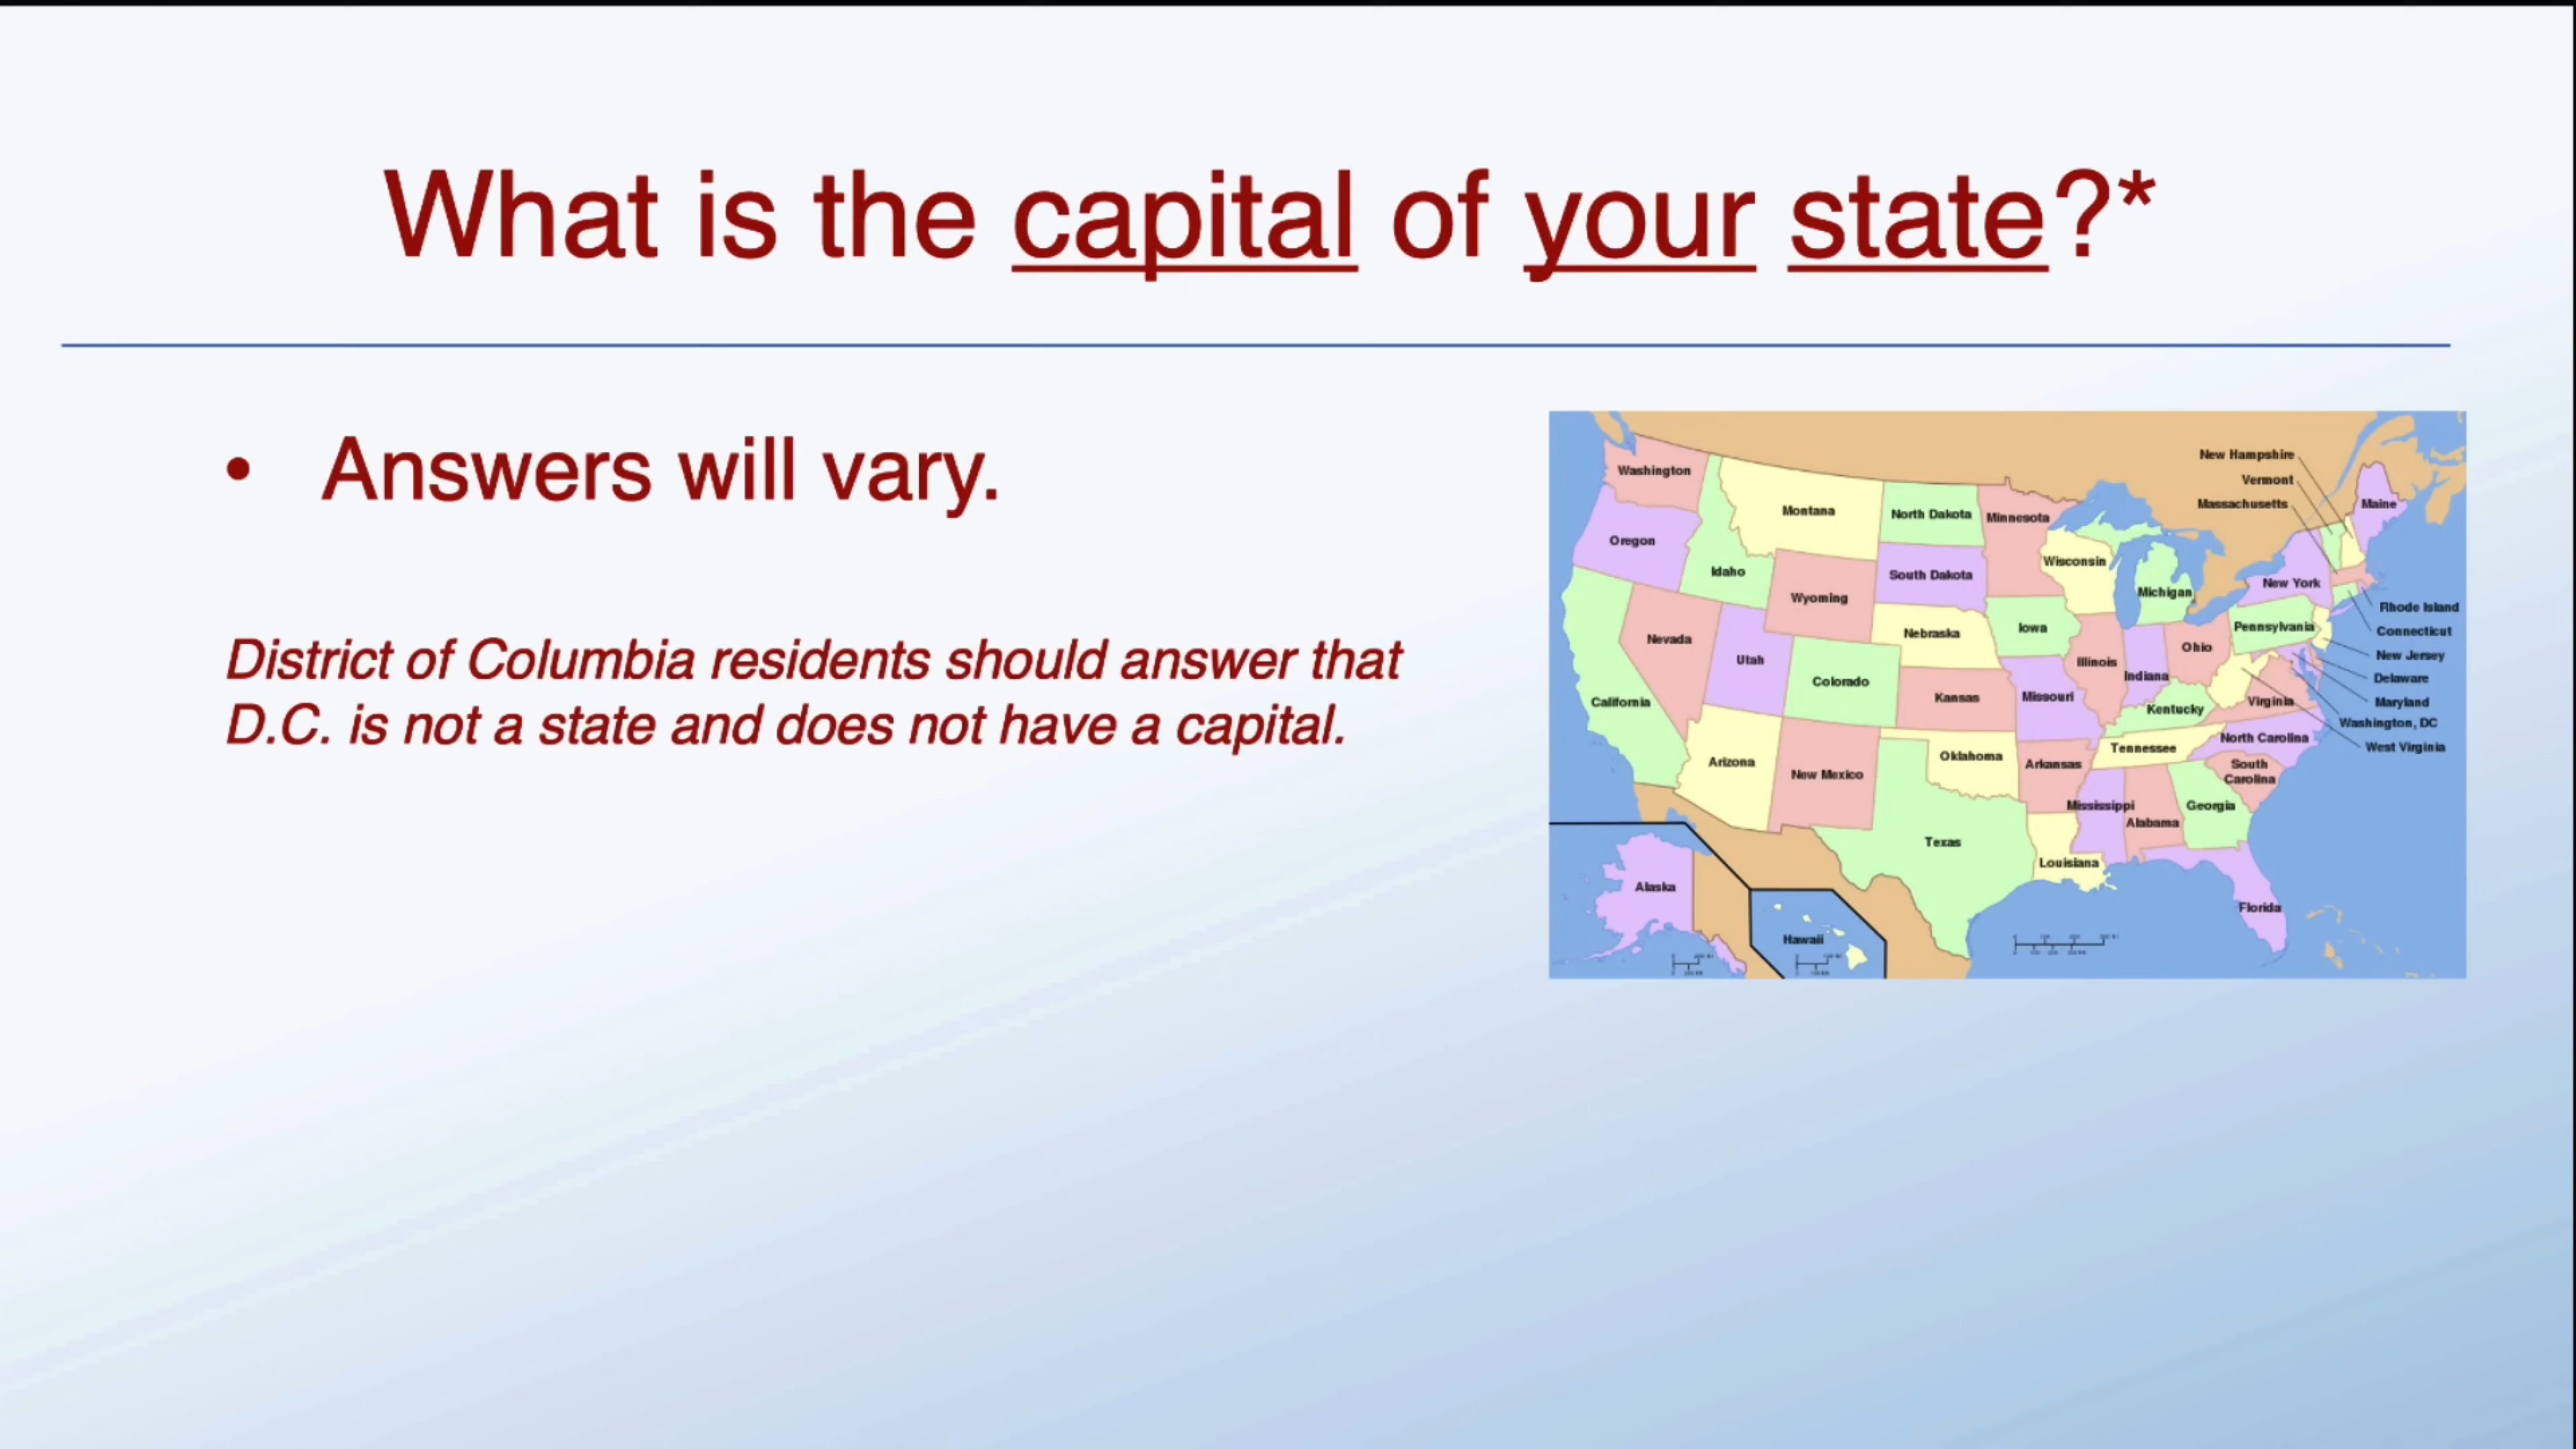 What is the capital of your state?*
• Answers will vary.
District of Columbia residents should answer that
D.C. is not a state and does not have a capital.
Washington
Oregon
California
Nevada
Idaho
Montana
Wyoming
Utah
Colorado
Arizona
New Mexico
North Dakota
South Dakota
Nebraska
Kansas
Oklahoma
Texas
Minnesota
Iowa
Missouri
Arkansas
Louisiana
Wisconsin
Illinois
Michigan
Indiana
Ohio
Kentucky
Tennessee
Mississippi
Alabama
Georgia
Florida
South
Carolina
North Carolina
Virginia
Pennsylvania
New York
New Hampshire
Vermont
Massachusetts
Maine
Rhode Island
Connecticut
New Jersey
Delaware
Maryland
Washington, DC
West Virginia
Alaska
Hawaii